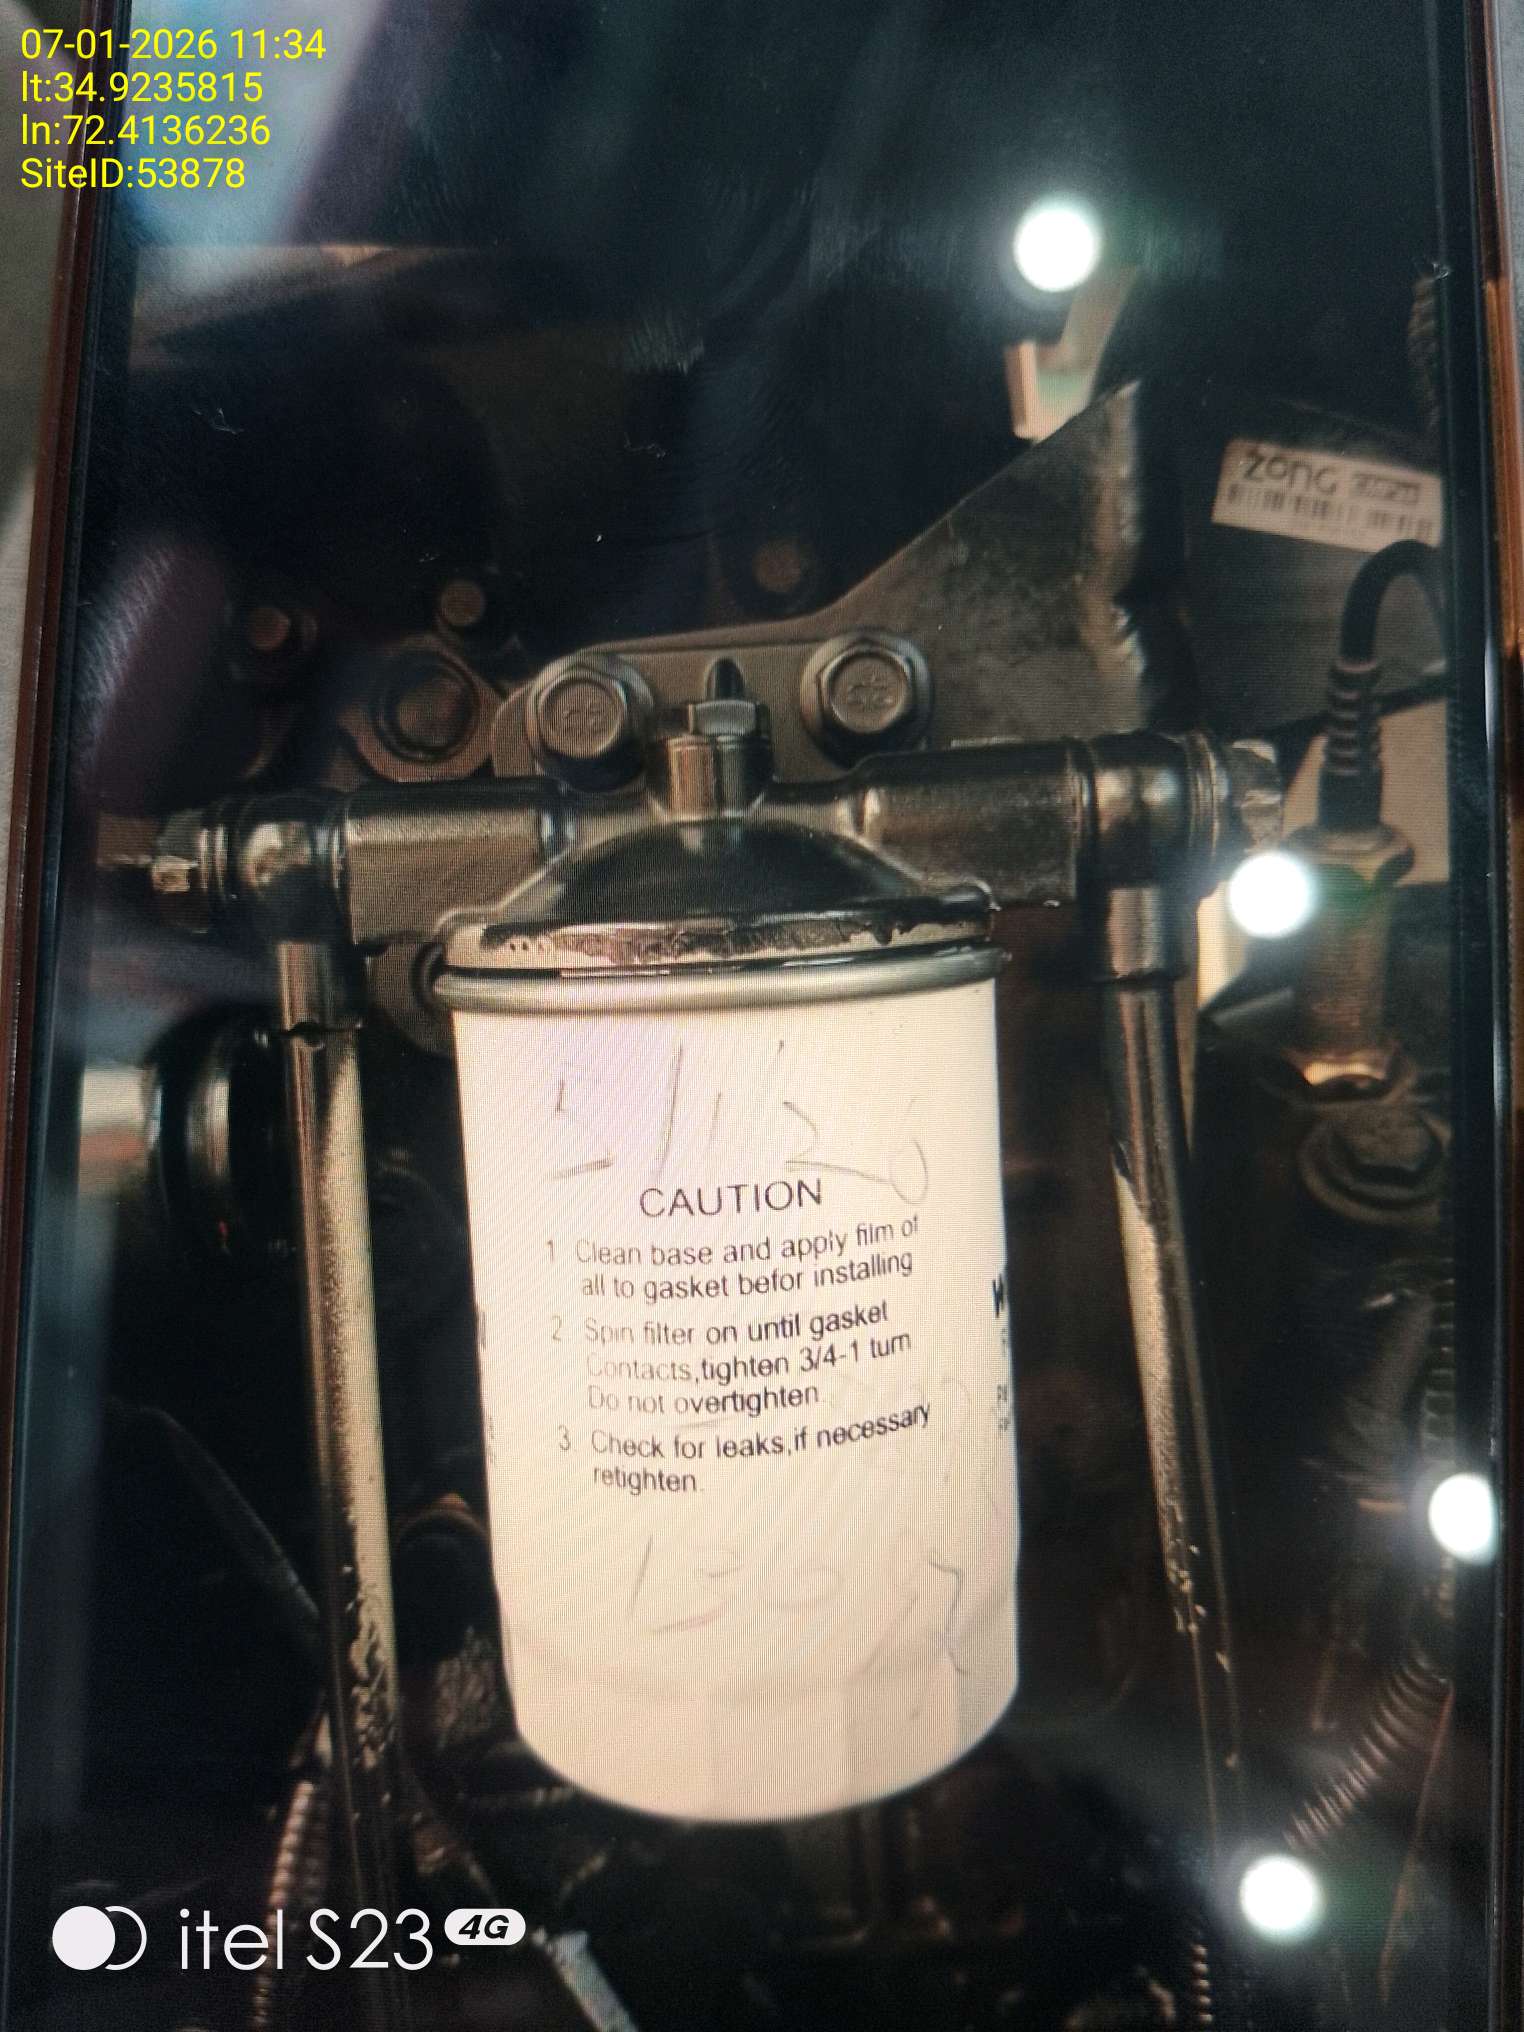 07-01-2026 11:34
lt:34.9235815
ln:72.4136236
SiteID:53878
zong
CAUTION
1 Clean base and apply film of
all to gasket befor installing
2 Spin filter on until gasket
Contacts,tighten 3/4-1 turn
Do not overtighten
3. Check for leaks,if necessary
retighten.
itel S23 4G